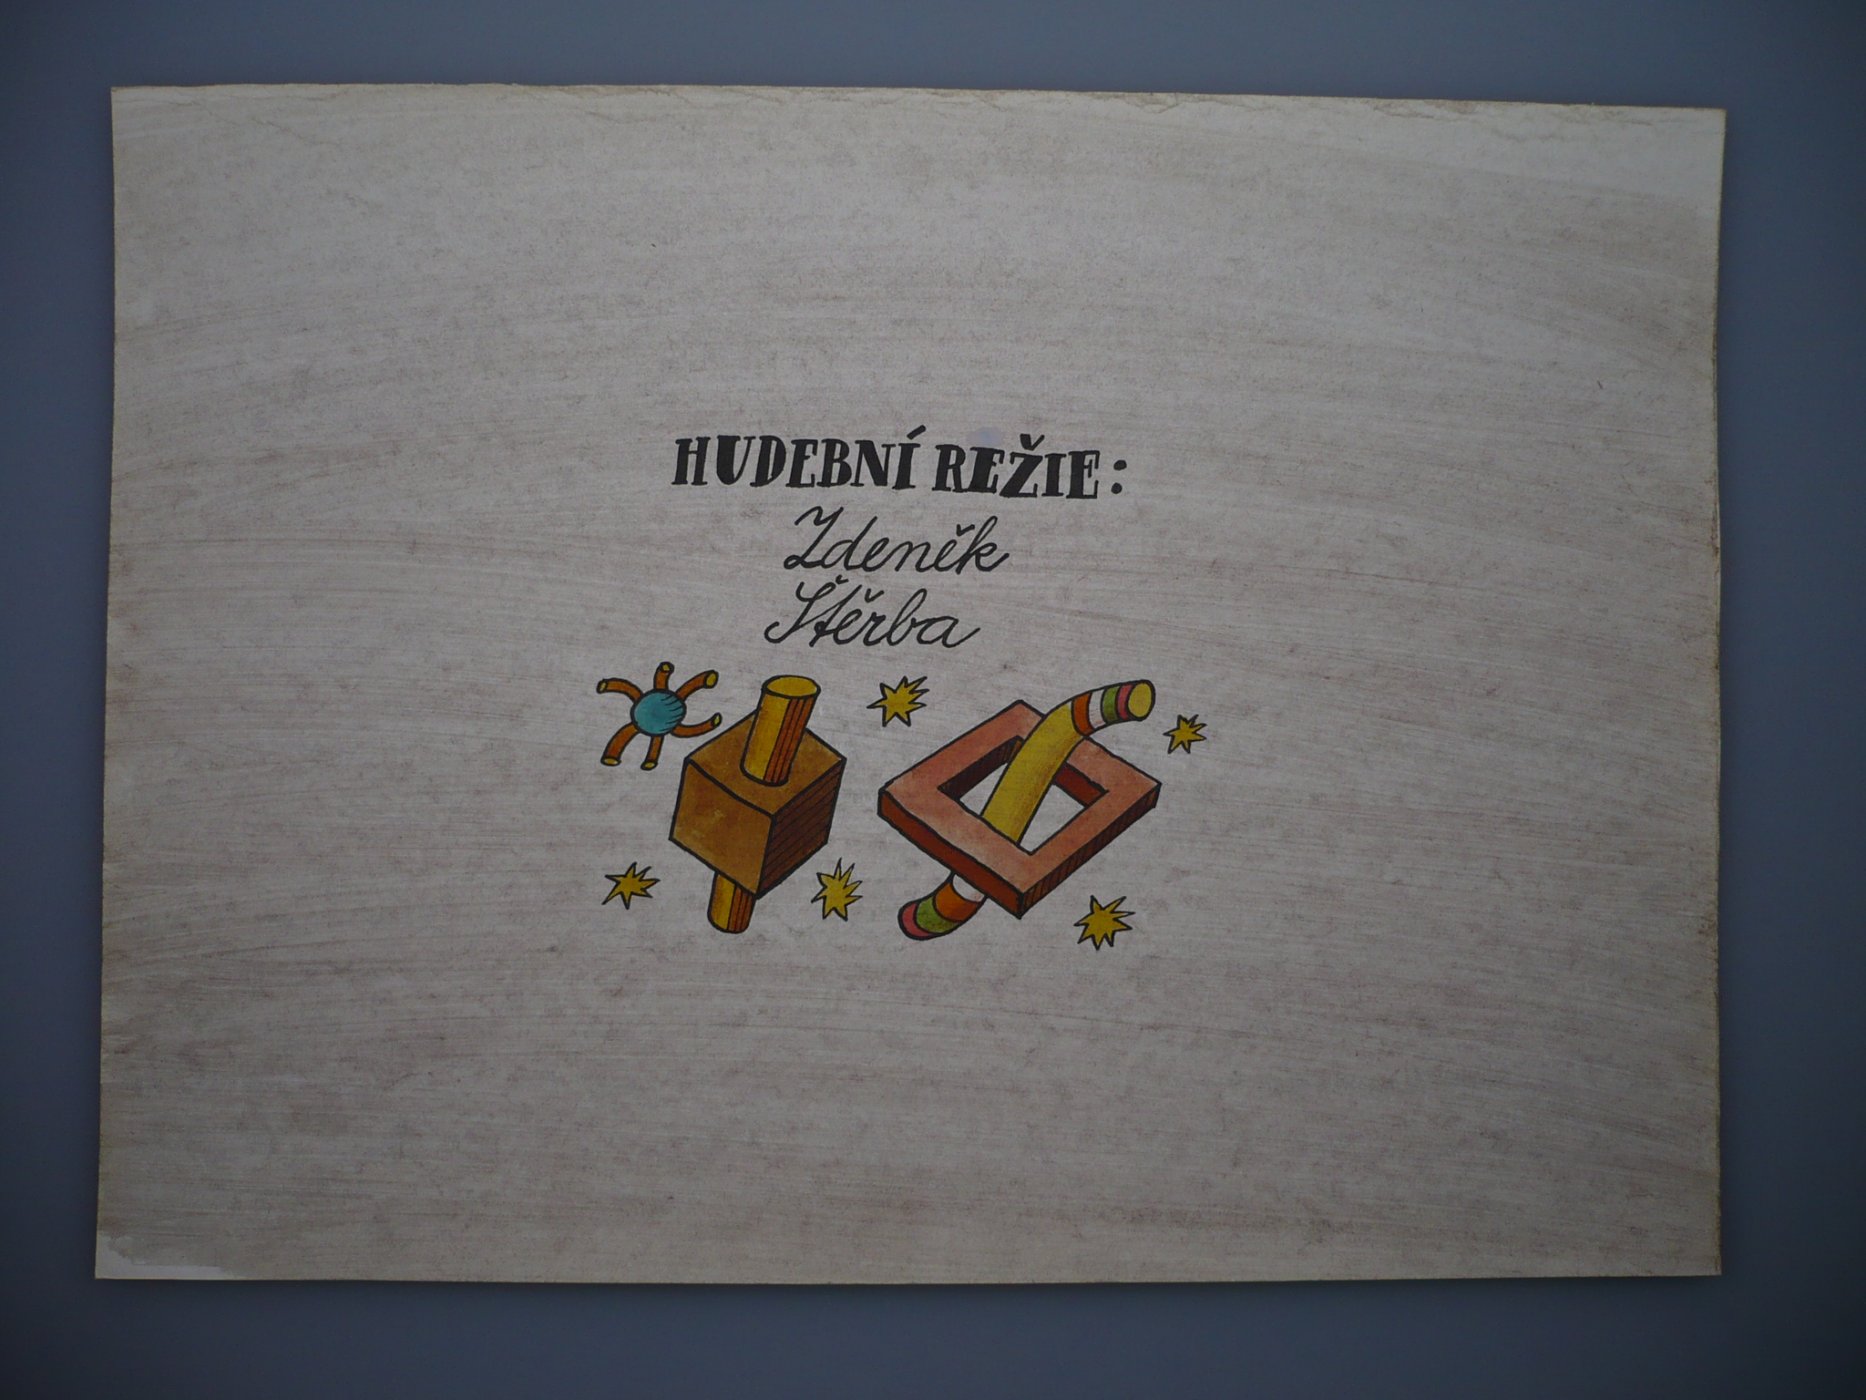 HUDEBNÍ REŽIE:
Zdeněk
Štěrba